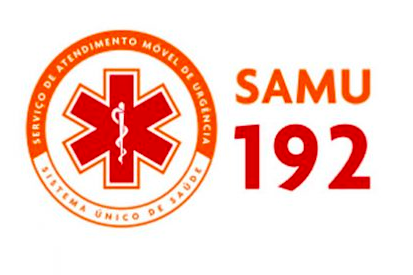 SERVIÇO DE ATENDIMENTO MÓVEL DE URGÊNCIA
SISTEMA ÚNICO DE SAÚDE
SAMU
192